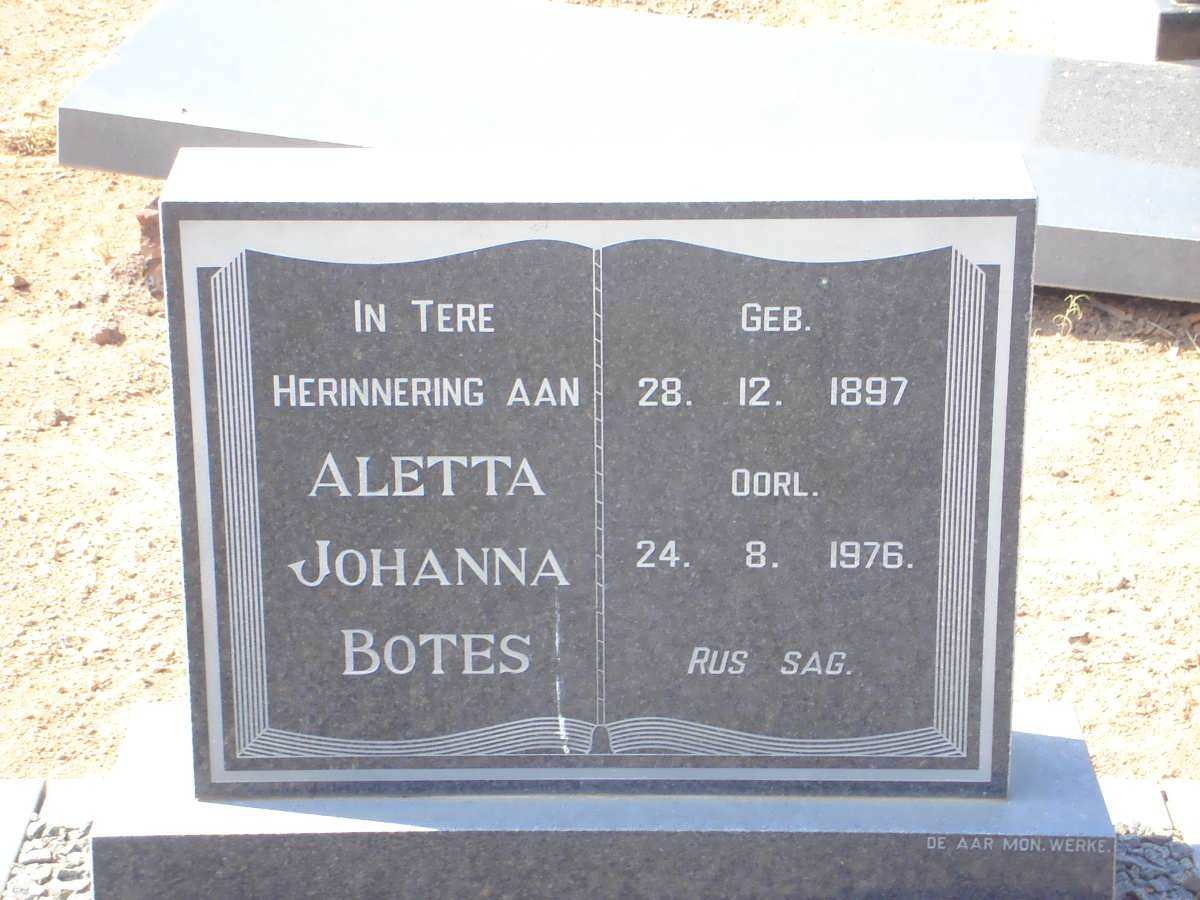 IN TERE
HERINNERING AAN
ALETTA
JOHANNA
BOTES
GEB.
28. 12. 1897
OORL.
24. 8. 1976.
RUS SAG.
DE AAR MON. WERKE.